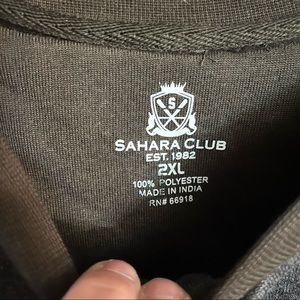 S
SAHARA CLUB
EST. 1982
2XL
100% POLYESTER
MADE IN INDIA
RN# 66918